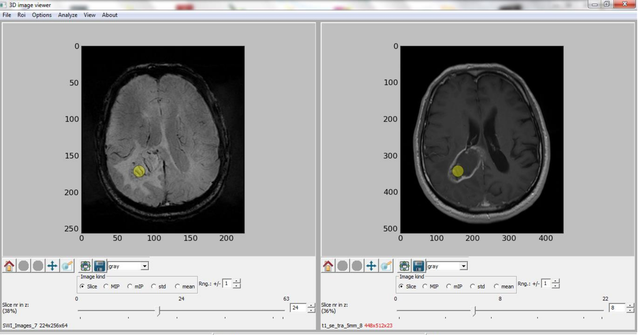 3D image viewer
File Roi Options Analyze View About
0
50
100
150
200
250
0 50 100 150 200
0
100
200
300
400
500
0 100 200 300 400
gray
Image kind
Slice MIP mIP std mean
Rng.: +/- 1
Slice nr in z:
(38%)
0 24 63
24
SWI_Images_7 224x256x64
gray
Image kind
Slice MIP mIP std mean
Rng.: +/- 1
Slice nr in z:
(36%)
0 8 22
8
t1_se_tra_5mm_8 448x512x23